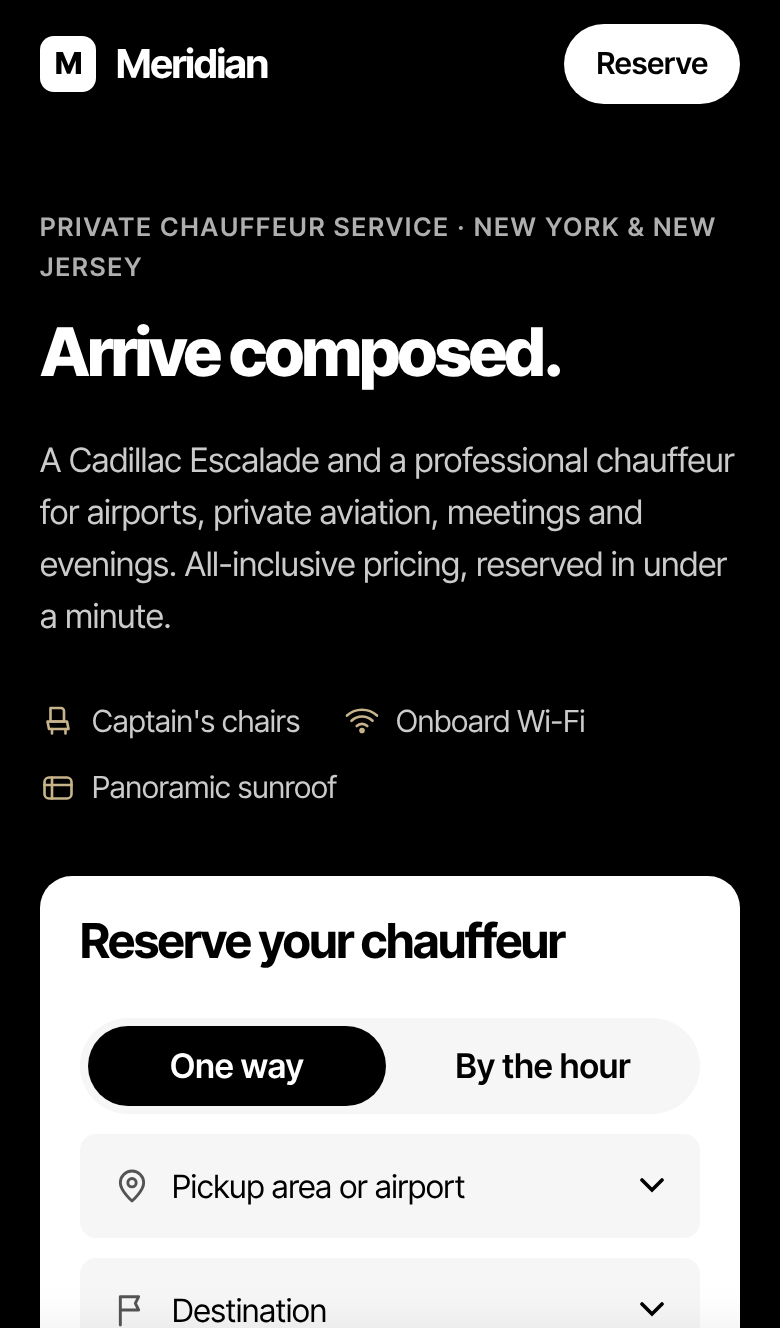 M Meridian Reserve
PRIVATE CHAUFFEUR SERVICE · NEW YORK & NEW
JERSEY
Arrive composed.
A Cadillac Escalade and a professional chauffeur
for airports, private aviation, meetings and
evenings. All-inclusive pricing, reserved in under
a minute.
Captain's chairs Onboard Wi-Fi
Panoramic sunroof
Reserve your chauffeur
One way By the hour
Pickup area or airport
Destination